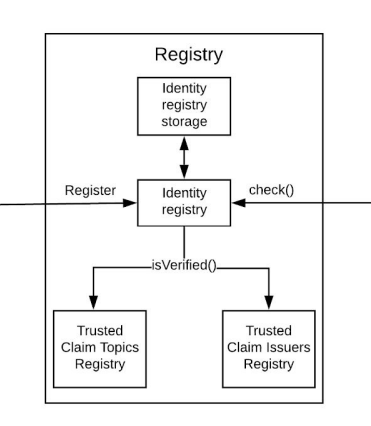 Registry
Identity
registry
storage
Register
Identity
registry
check()
isVerified()
Trusted
Claim Topics
Registry
Trusted
Claim Issuers
Registry